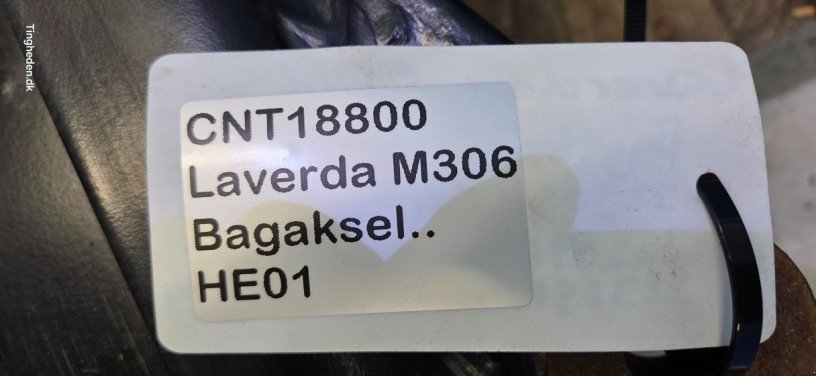 Tingheden.dk
CNT18800
Laverda M306
Bagaksel..
HE01